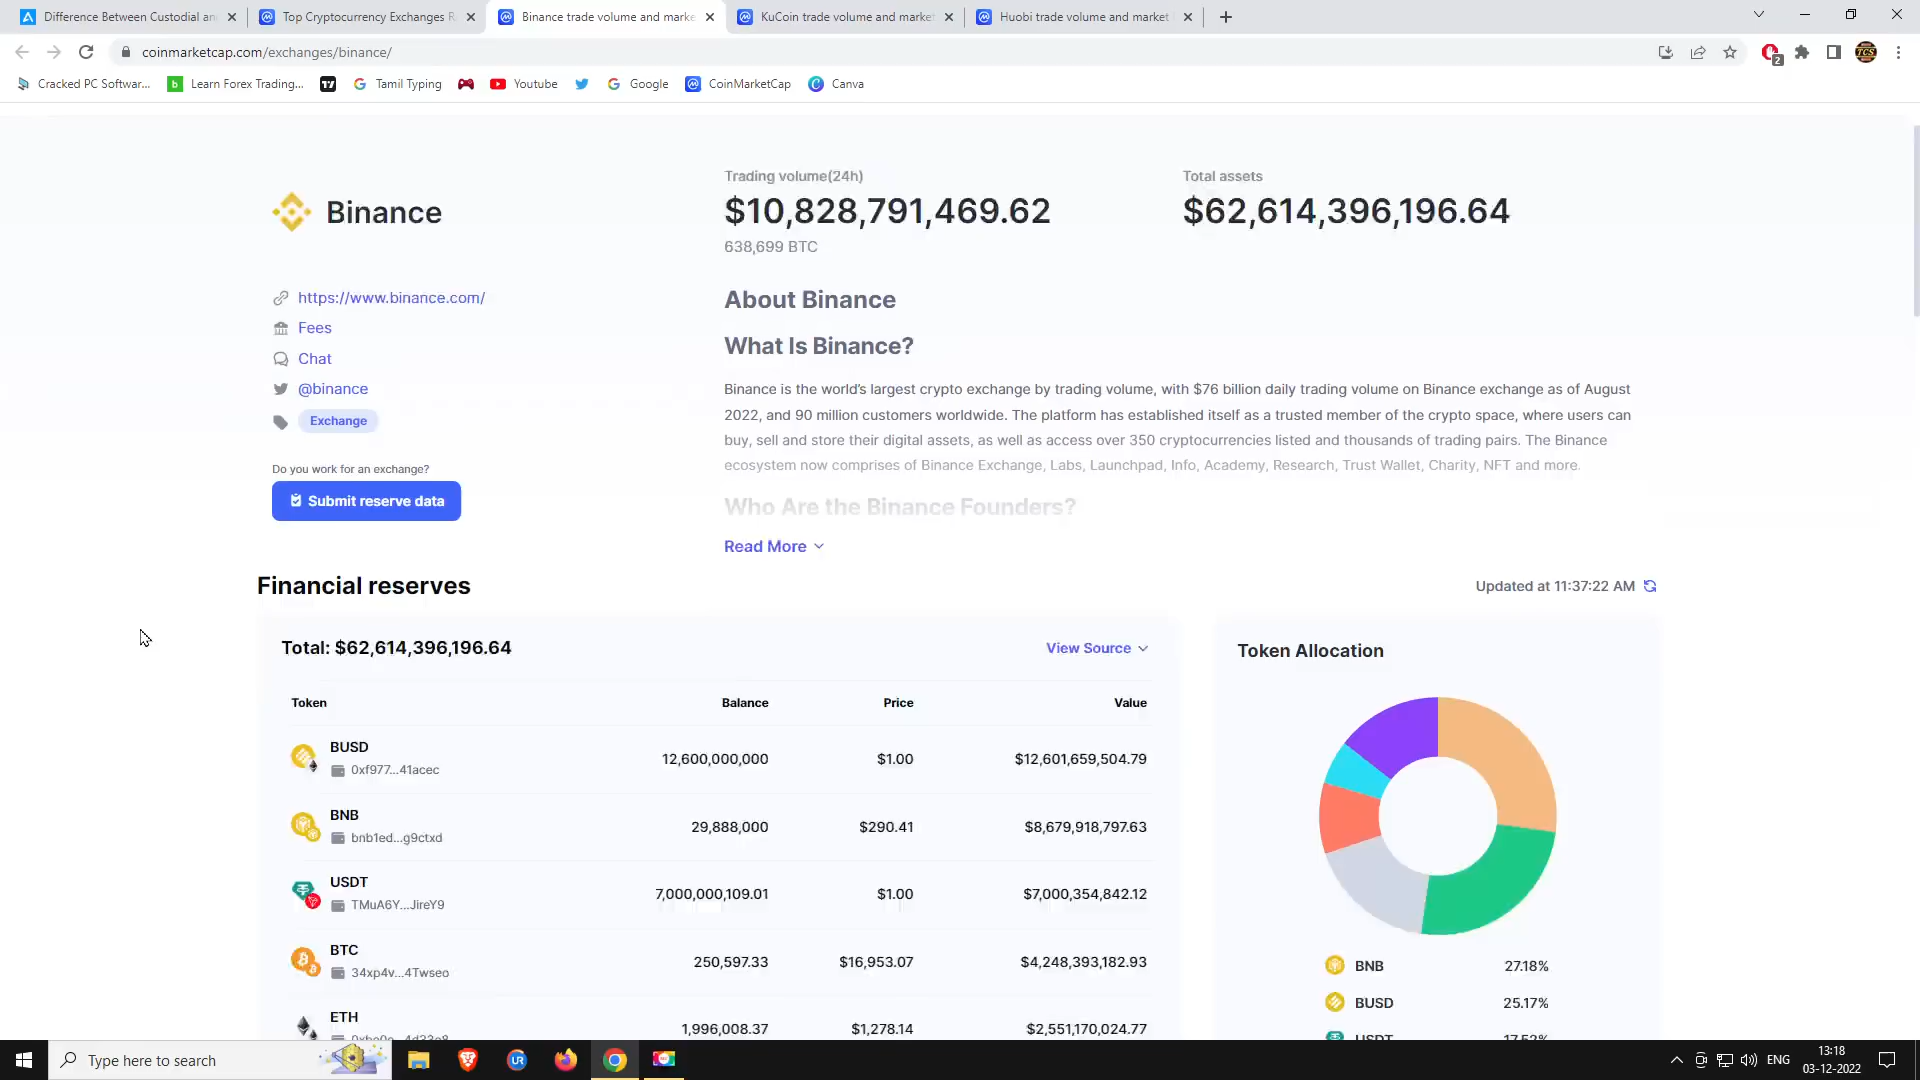 Difference Between Custodial an
Top Cryptocurrency Exchanges R
Binance trade volume and marke
KuCoin trade volume and market
Huobi trade volume and market
coinmarketcap.com/exchanges/binance/
2
TCS
Cracked PC Softwar...
Learn Forex Trading...
Tamil Typing
Youtube
Google
CoinMarketCap
Canva
Binance
Trading volume(24h)
$10,828,791,469.62
638,699 BTC
Total assets
$62,614,396,196.64
https://www.binance.com/
Fees
Chat
@binance
Exchange
Do you work for an exchange?
Submit reserve data
About Binance
What Is Binance?
Binance is the world’s largest crypto exchange by trading volume, with $76 billion daily trading volume on Binance exchange as of August
2022, and 90 million customers worldwide. The platform has established itself as a trusted member of the crypto space, where users can
buy, sell and store their digital assets, as well as access over 350 cryptocurrencies listed and thousands of trading pairs. The Binance
ecosystem now comprises of Binance Exchange, Labs, Launchpad, Info, Academy, Research, Trust Wallet, Charity, NFT and more.
Who Are the Binance Founders?
Read More
Financial reserves
Updated at 11:37:22 AM
Total: $62,614,396,196.64
View Source
Token Balance Price Value
BUSD
0xf977...41acec
12,600,000,000 $1.00 $12,601,659,504.79
BNB
bnb1ed...g9ctxd
29,888,000 $290.41 $8,679,918,797.63
USDT
TMuA6Y...JireY9
7,000,000,109.01 $1.00 $7,000,354,842.12
BTC
34xp4v...4Twseo
250,597.33 $16,953.07 $4,248,393,182.93
ETH
1,996,008.37 $1,278.14 $2,551,170,024.77
Token Allocation
BNB 27.18%
BUSD 25.17%
USDT 17.52%
Type here to search
UR
ENG
13:18
03-12-2022